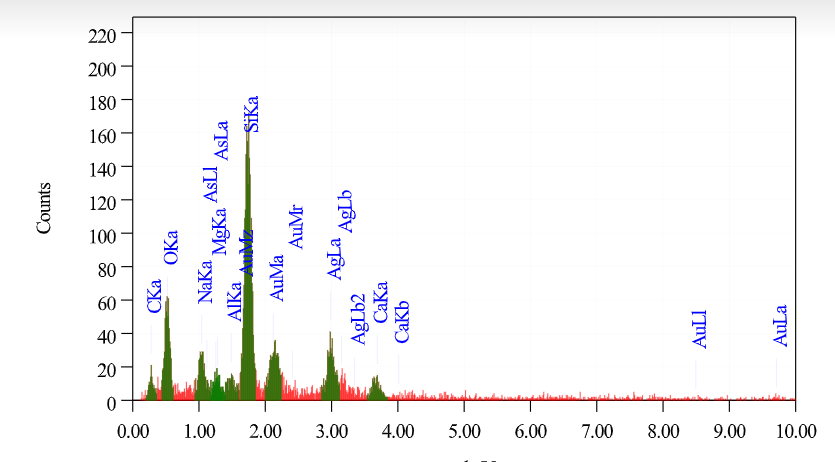 220
200
180
160
140
120
100
80
60
40
20
0
Counts
CKa
OKa
NaKa
AsLl
MgKa
AsLa
AlKa
SiKa
AuMz
AuMa
AuMr
AgLa
AgLb
AgLb2
CaKa
CaKb
AuLl
AuLa
0.00 1.00 2.00 3.00 4.00 5.00 6.00 7.00 8.00 9.00 10.00